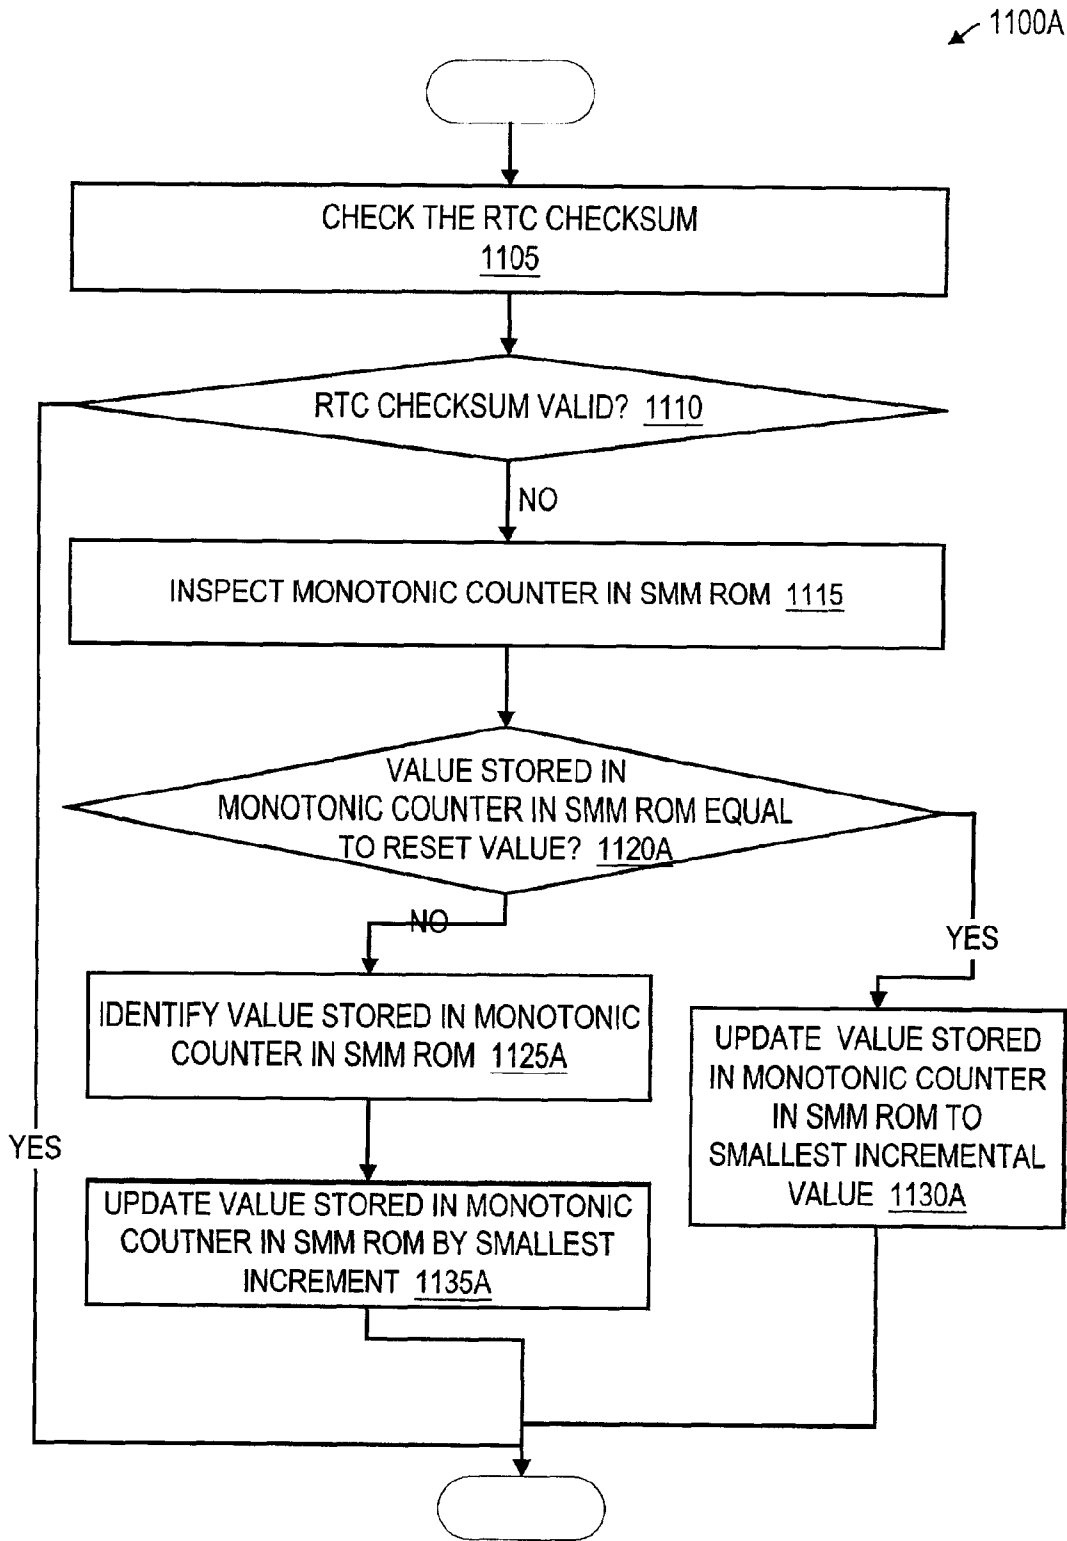 1100A
CHECK THE RTC CHECKSUM
1105
RTC CHECKSUM VALID? 1110
NO
INSPECT MONOTONIC COUNTER IN SMM ROM 1115
VALUE STORED IN
MONOTONIC COUNTER IN SMM ROM EQUAL
TO RESET VALUE? 1120A
NO
YES
IDENTIFY VALUE STORED IN MONOTONIC
COUNTER IN SMM ROM 1125A
UPDATE VALUE STORED
IN MONOTONIC COUNTER
IN SMM ROM TO
SMALLEST INCREMENTAL
VALUE 1130A
YES
UPDATE VALUE STORED IN MONOTONIC
COUTNER IN SMM ROM BY SMALLEST
INCREMENT 1135A